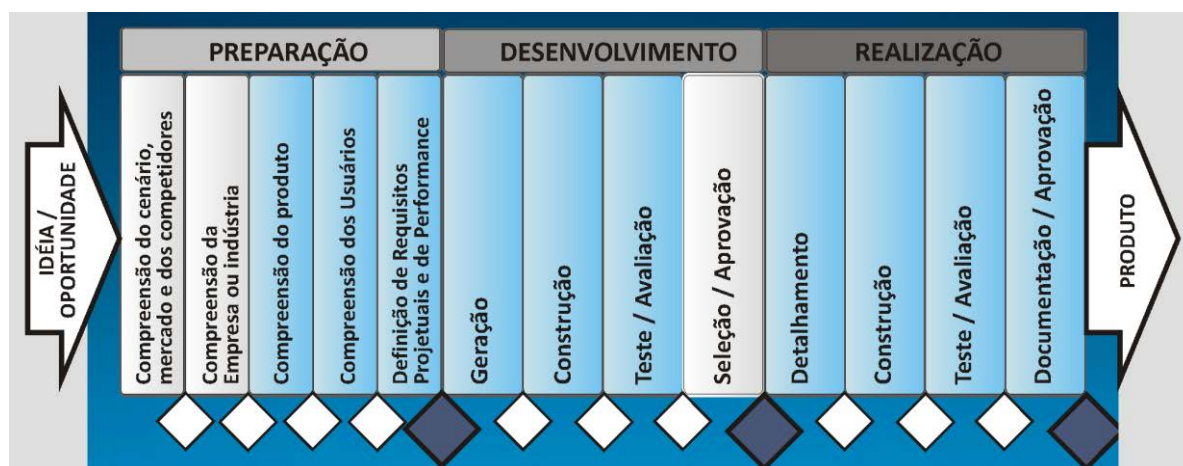 PREPARAÇÃO
DESENVOLVIMENTO
REALIZAÇÃO
IDÉIA /
OPORTUNIDADE
Compreensão do cenário,
mercado e dos competidores
Compreensão da
Empresa ou indústria
Compreensão do produto
Compreensão dos Usuários
Definição de Requisitos
Projetuais e de Performance
Geração
Construção
Teste / Avaliação
Seleção / Aprovação
Detalhamento
Construção
Teste / Avaliação
Documentação / Aprovação
PRODUTO